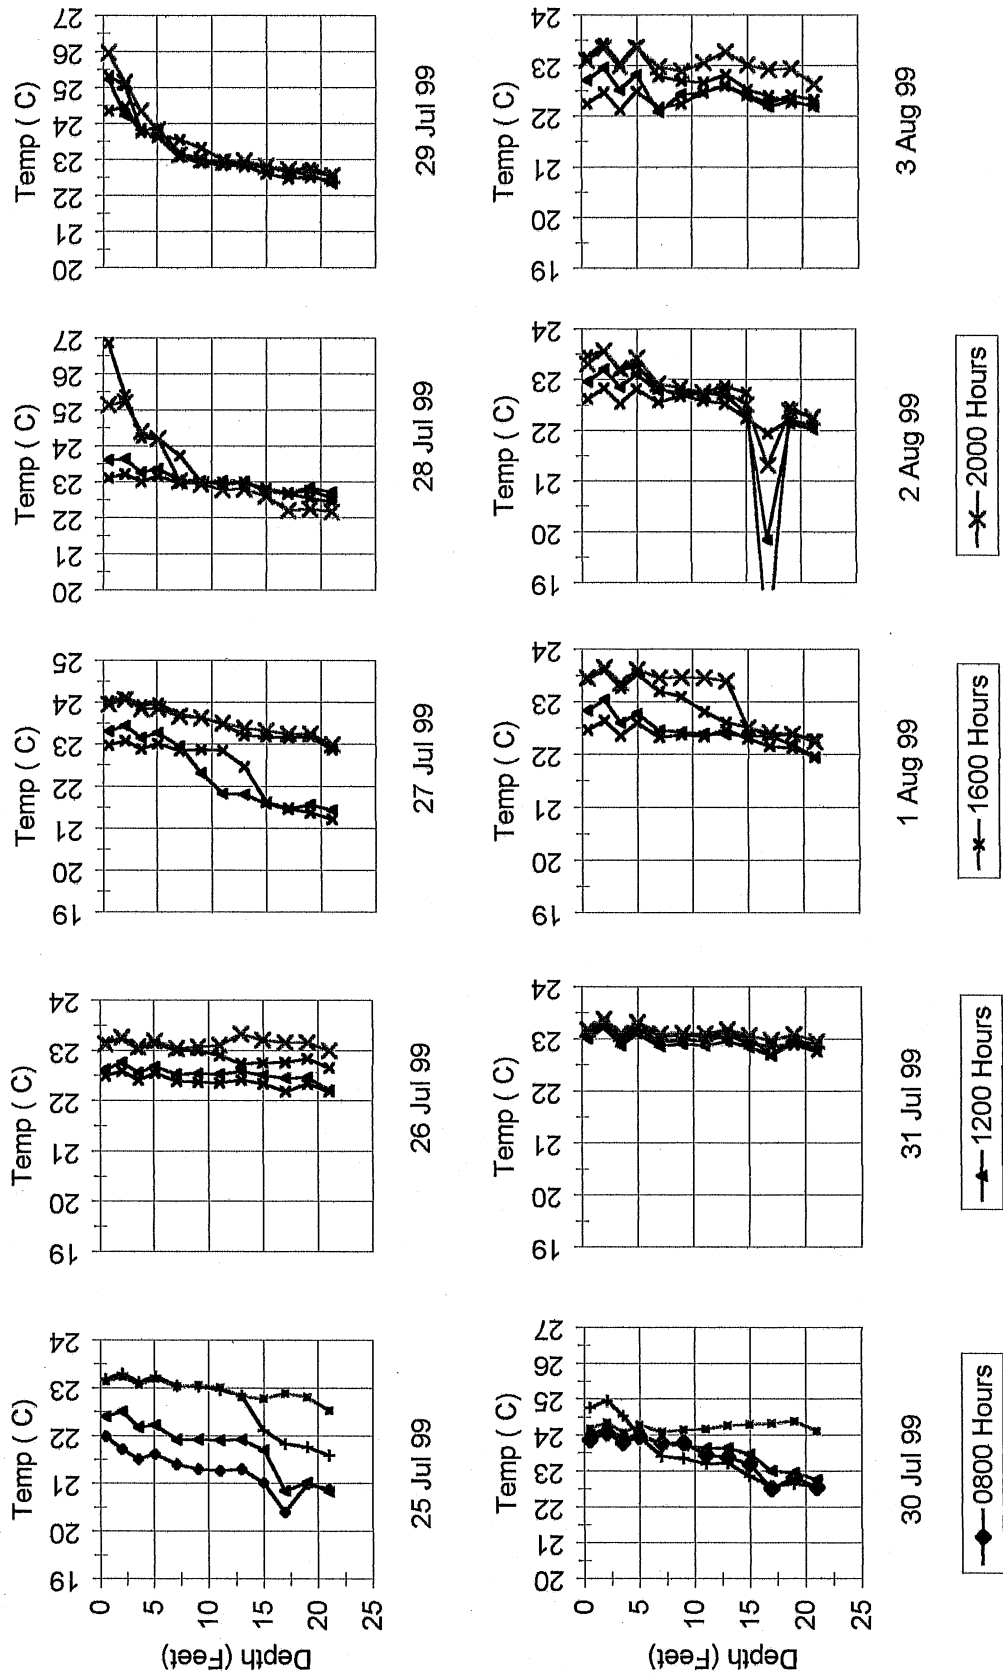 Temp ( C)
19 20 21 22 23 24
Depth (Feet)
0
5
10
15
20
25
25 Jul 99
Temp ( C)
19 20 21 22 23 24
26 Jul 99
Temp ( C)
19 20 21 22 23 24 25
27 Jul 99
Temp ( C)
20 21 22 23 24 25 26 27
28 Jul 99
Temp ( C)
20 21 22 23 24 25 26 27
29 Jul 99
Temp ( C)
20 21 22 23 24 25 26 27
Depth (Feet)
0
5
10
15
20
25
30 Jul 99
Temp ( C)
19 20 21 22 23 24
31 Jul 99
Temp ( C)
19 20 21 22 23 24
1 Aug 99
Temp ( C)
19 20 21 22 23 24
2 Aug 99
Temp ( C)
19 20 21 22 23 24
3 Aug 99
0800 Hours
1200 Hours
1600 Hours
2000 Hours